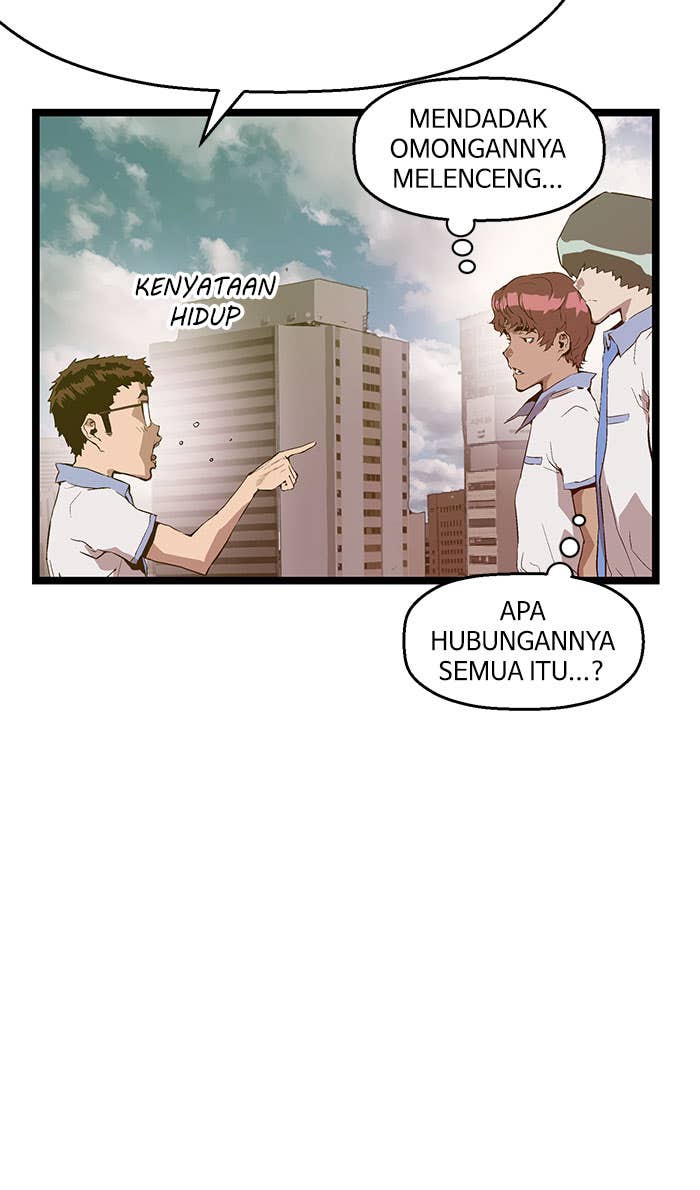 MENDADAK
OMONGANNYA
MELENCENG...
KENYATAAN
HIDUP
APA
HUBUNGANNYA
SEMUA ITU...?